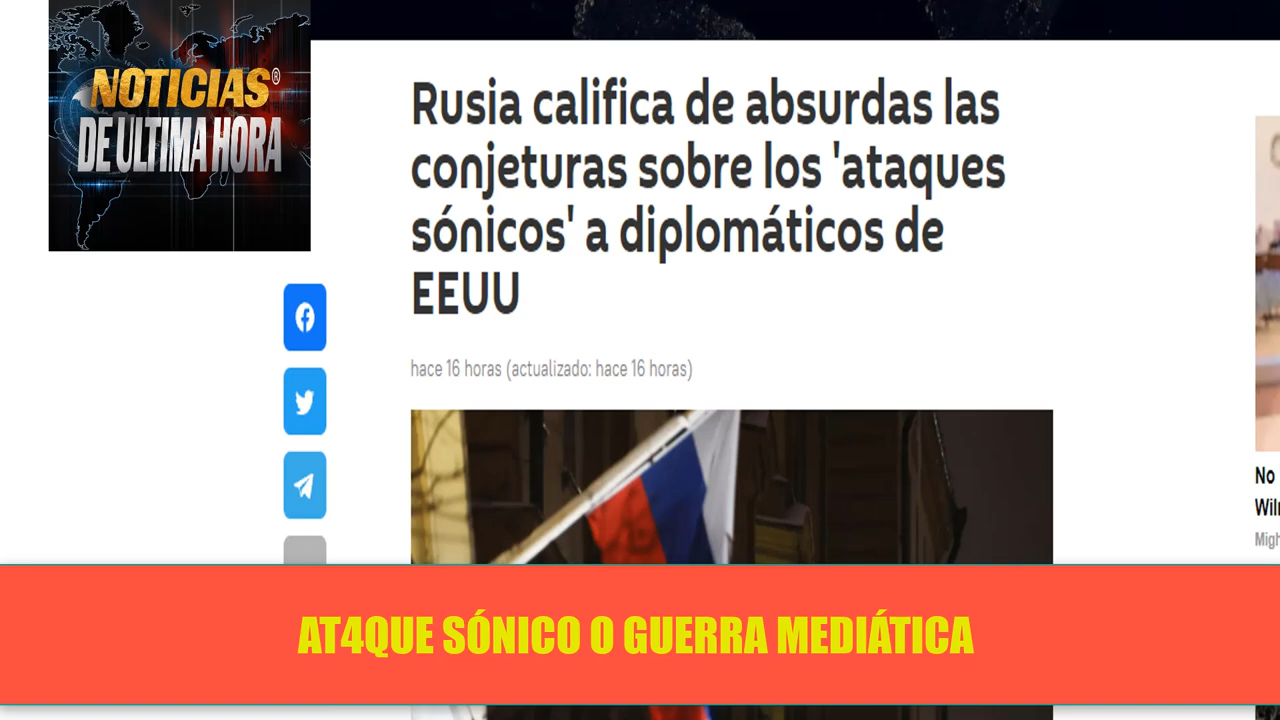 NOTICIAS®
DE ULTIMA HORA
Rusia califica de absurdas las
conjeturas sobre los 'ataques
sónicos' a diplomáticos de
EEUU
hace 16 horas (actualizado: hace 16 horas)
No
AT4QUE SÓNICO O GUERRA MEDIÁTICA